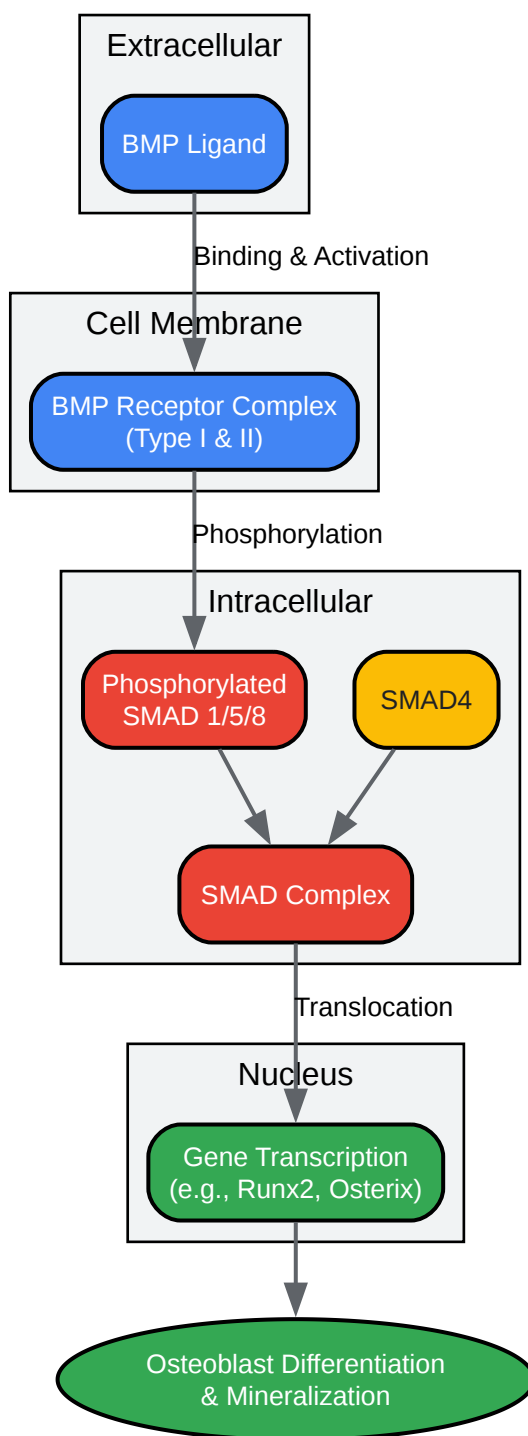 Extracellular
BMP Ligand
Binding & Activation
Cell Membrane
BMP Receptor Complex
(Type I & II)
Phosphorylation
Intracellular
Phosphorylated
SMAD 1/5/8
SMAD4
SMAD Complex
Translocation
Nucleus
Gene Transcription
(e.g., Runx2, Osterix)
Osteoblast Differentiation
& Mineralization